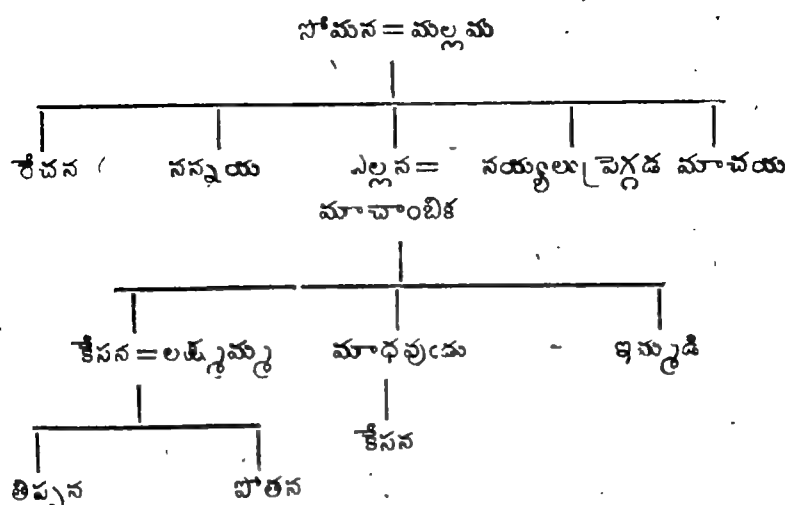 సోమన = మల్లమ
రేచన నన్నయ ఎల్లన = నయ్యలు ప్రెగ్గడ మాచయ
మాచాంబిక
కేసన = లక్ష్మమ్మ మాధవుఁడు ఇమ్మడి
కేసన
తిప్పన పోతన